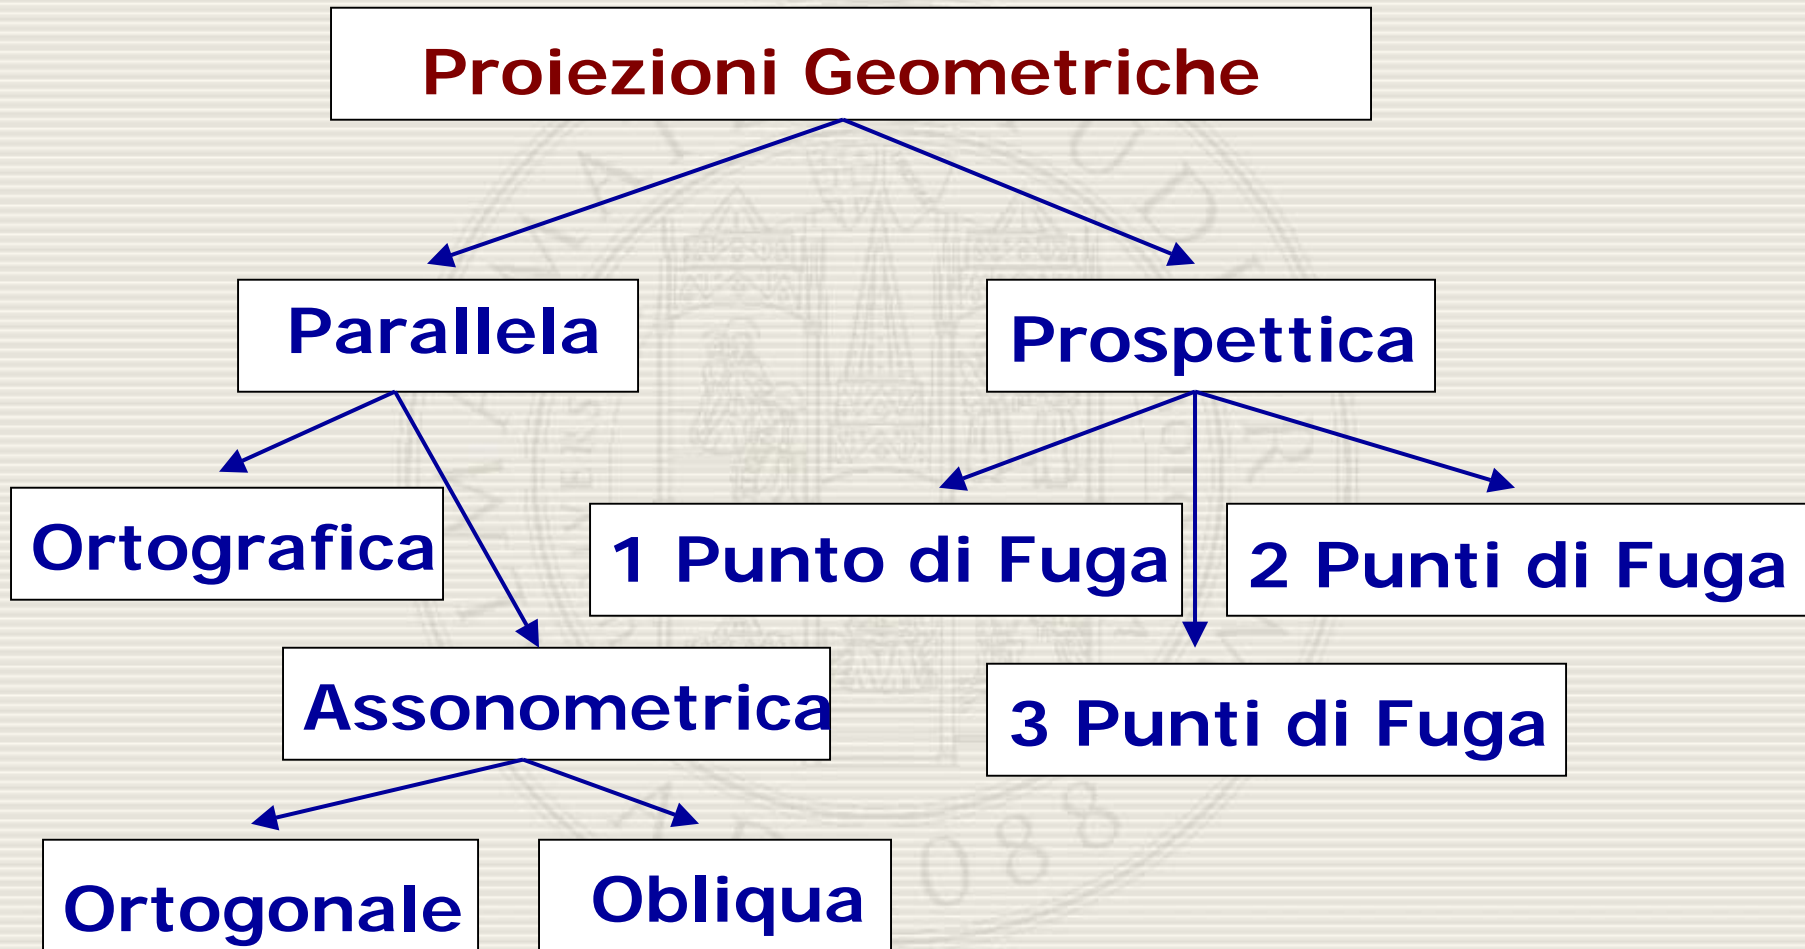 Proiezioni Geometriche
Parallela
Prospettica
Ortografica
1 Punto di Fuga
2 Punti di Fuga
Assonometrica
3 Punti di Fuga
Ortogonale
Obliqua